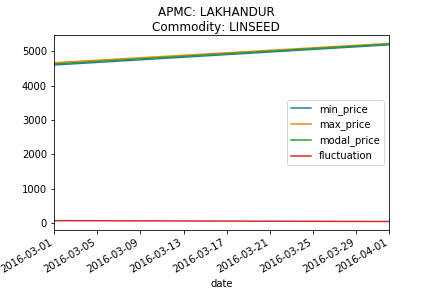 APMC: LAKHANDUR
Commodity: LINSEED
5000
4000
3000
2000
1000
0
min_price
max_price
modal_price
fluctuation
2016-03-01
2016-03-05
2016-03-09
2016-03-13
2016-03-17
2016-03-21
2016-03-25
2016-03-29
2016-04-01
date